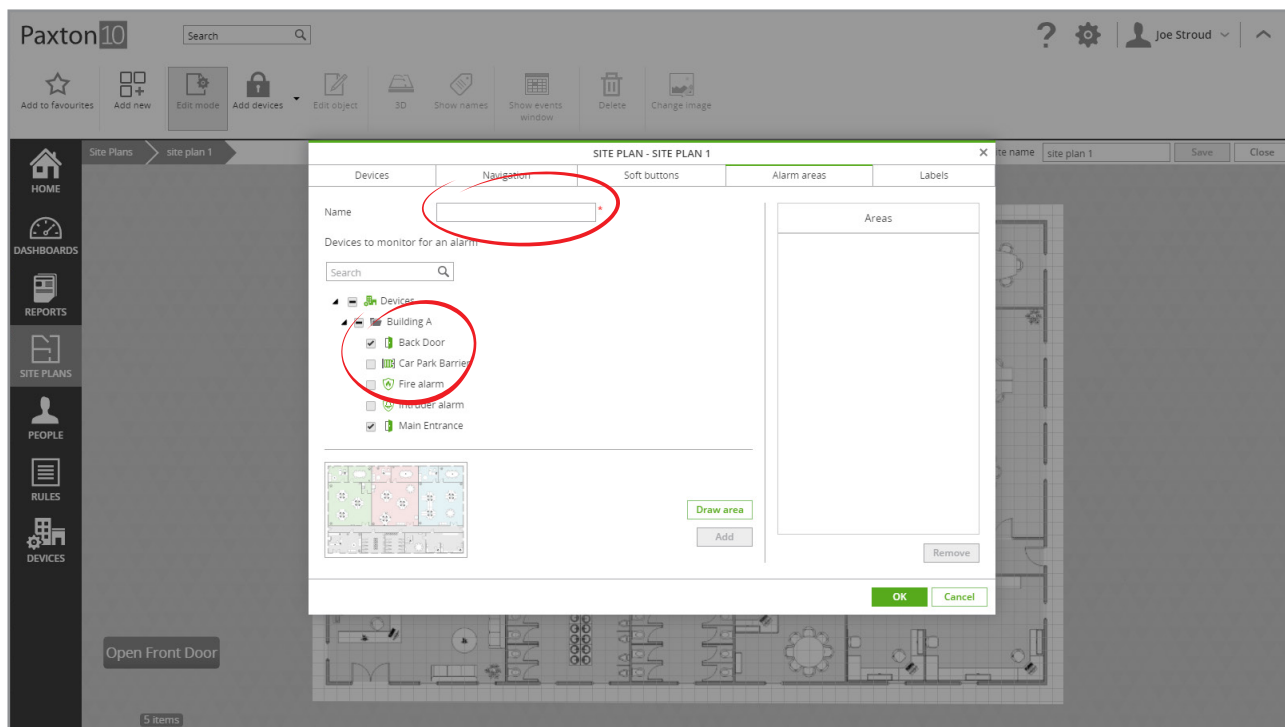 Paxton10
Search
Joe Stroud
Add to favourites
Add new
Edit mode
Add devices
Edit object
3D
Show names
Show events
window
Delete
Change image
Site Plans
site plan 1
SITE PLAN - SITE PLAN 1
te name
site plan 1
Save
Close
HOME
DASHBOARDS
REPORTS
SITE PLANS
PEOPLE
RULES
DEVICES
Devices
Navigation
Soft buttons
Alarm areas
Labels
Name
*
Devices to monitor for an alarm
Search
Devices
Building A
Back Door
Car Park Barrier
Fire alarm
Intruder alarm
Main Entrance
Draw area
Add
Areas
Remove
OK
Cancel
Open Front Door
5 items